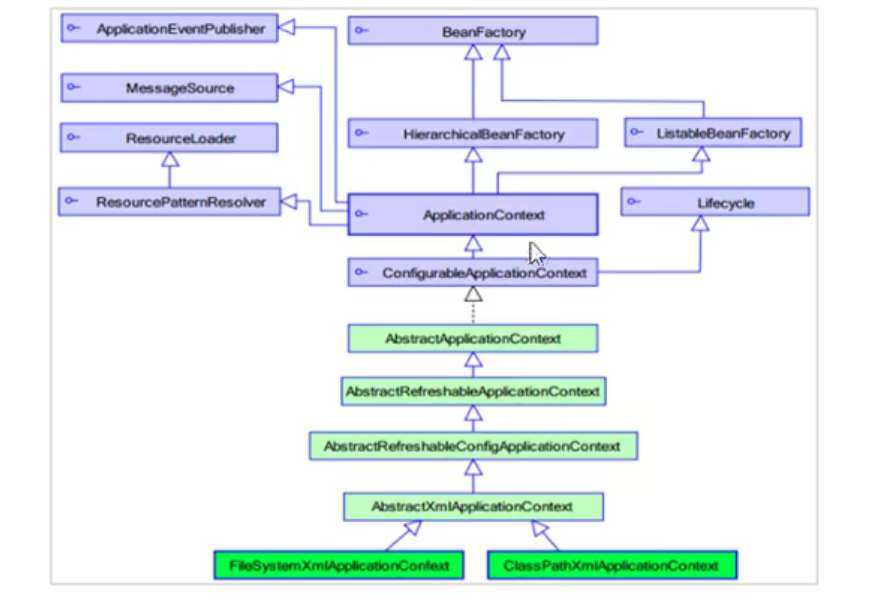 ApplicationEventPublisher
BeanFactory
MessageSource
ResourceLoader
HierarchicalBeanFactory
ListableBeanFactory
ResourcePatternResolver
ApplicationContext
Lifecycle
ConfigurableApplicationContext
AbstractApplicationContext
AbstractRefreshableApplicationContext
AbstractRefreshableConfigApplicationContext
AbstractXmlApplicationContext
FileSystemXmlApplicationContext
ClassPathXmlApplicationContext